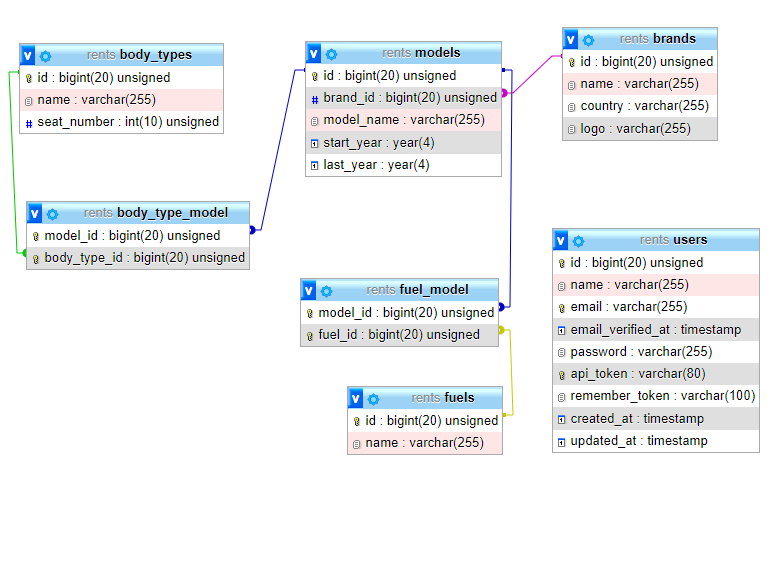 v rents body_types
id : bigint(20) unsigned
name : varchar(255)
# seat_number : int(10) unsigned
v rents models
id : bigint(20) unsigned
# brand_id : bigint(20) unsigned
model_name : varchar(255)
start_year : year(4)
last_year : year(4)
v rents brands
id : bigint(20) unsigned
name : varchar(255)
country : varchar(255)
logo : varchar(255)
v rents body_type_model
model_id : bigint(20) unsigned
body_type_id : bigint(20) unsigned
v rents fuel_model
model_id : bigint(20) unsigned
fuel_id : bigint(20) unsigned
v rents fuels
id : bigint(20) unsigned
name : varchar(255)
v rents users
id : bigint(20) unsigned
name : varchar(255)
email : varchar(255)
email_verified_at : timestamp
password : varchar(255)
api_token : varchar(80)
remember_token : varchar(100)
created_at : timestamp
updated_at : timestamp